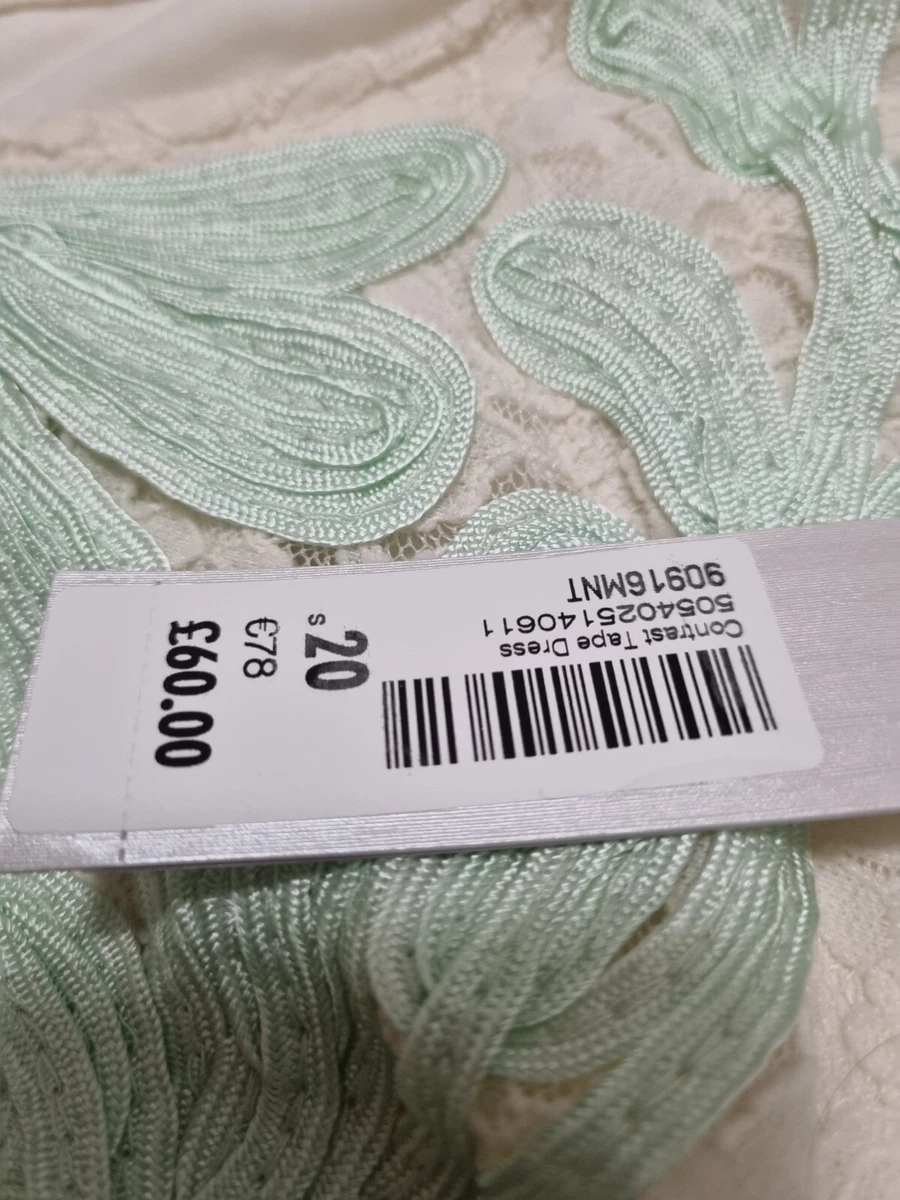 Contrast Tape Dress
5054025140611
90916MNT
s 20
€78
£60.00